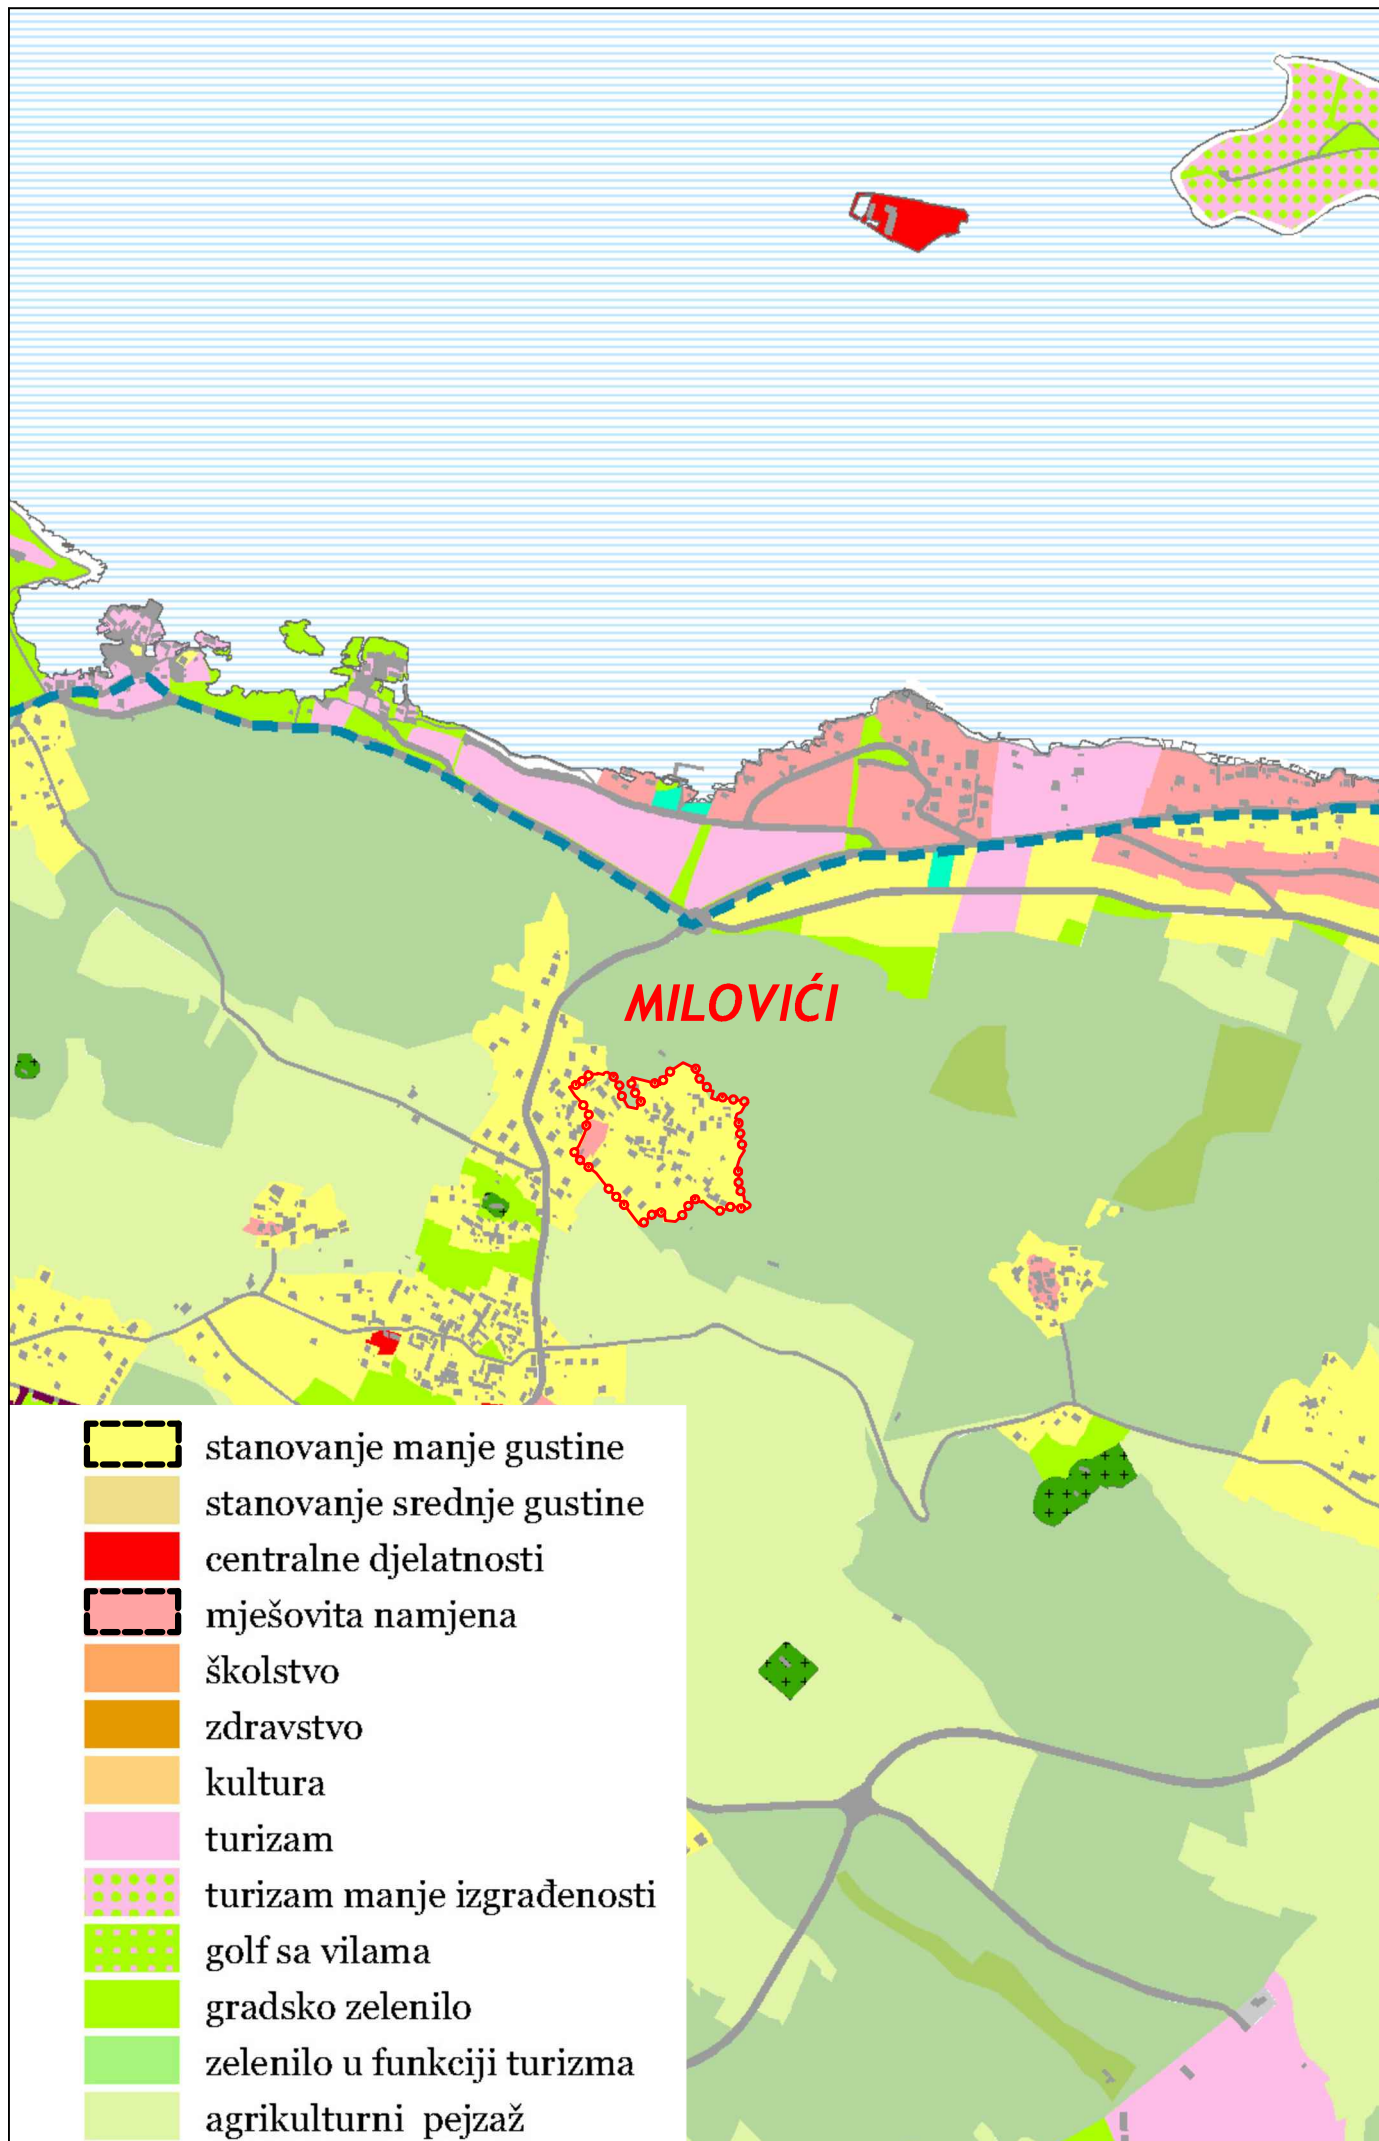 MILOVIĆI
stanovanje manje gustine
stanovanje srednje gustine
centralne djelatnosti
mješovita namjena
školstvo
zdravstvo
kultura
turizam
turizam manje izgrađenosti
golf sa vilama
gradsko zelenilo
zelenilo u funkciji turizma
agrikulturni pejzaž